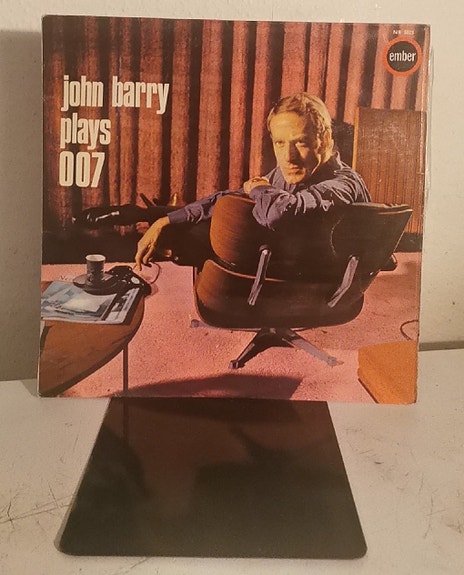 john barry
plays
007
ember